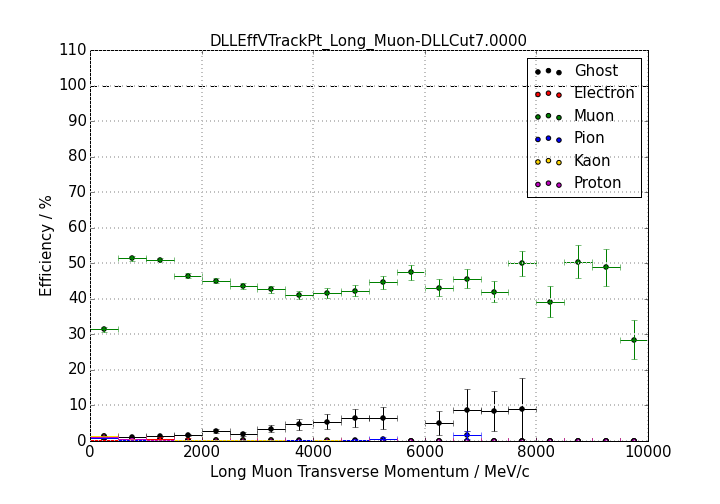 DLLEffVTrackPt_Long_Muon-DLLCut7.0000
110
100
90
80
70
60
50
40
30
20
10
0
Efficiency / %
Ghost
Electron
Muon
Pion
Kaon
Proton
0 2000 4000 6000 8000 10000
Long Muon Transverse Momentum / MeV/c